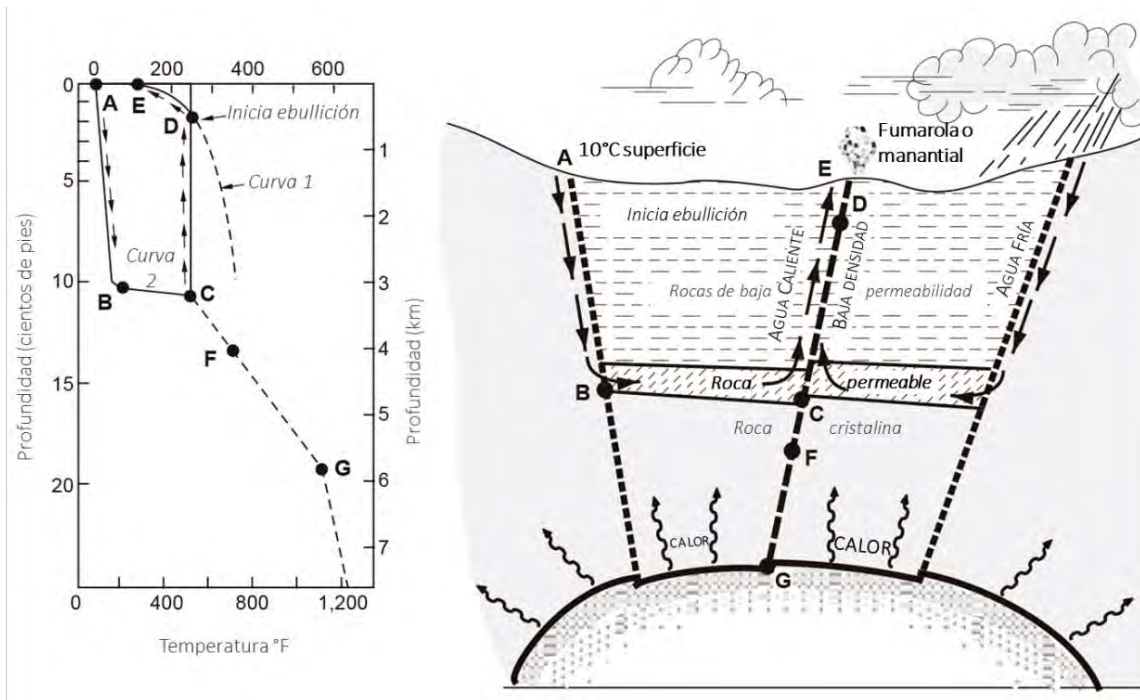 0 200 400 600
0
5
10
15
20
Profundidad (cientos de pies)
A
E
D
Inicia ebullición
Curva 1
Curva
2
B
C
F
G
1
2
3
4
5
6
7
Profundidad (km)
0 400 800 1,200
Temperatura °F
A
10°C superficie
Fumarola o
manantial
E
D
Inicia ebullición
AGUA CALIENTE
BAJA DENSIDAD
AGUA FRÍA
Rocas de baja
permeabilidad
B
Roca
permeable
C
Roca
cristalina
F
CALOR
CALOR
G